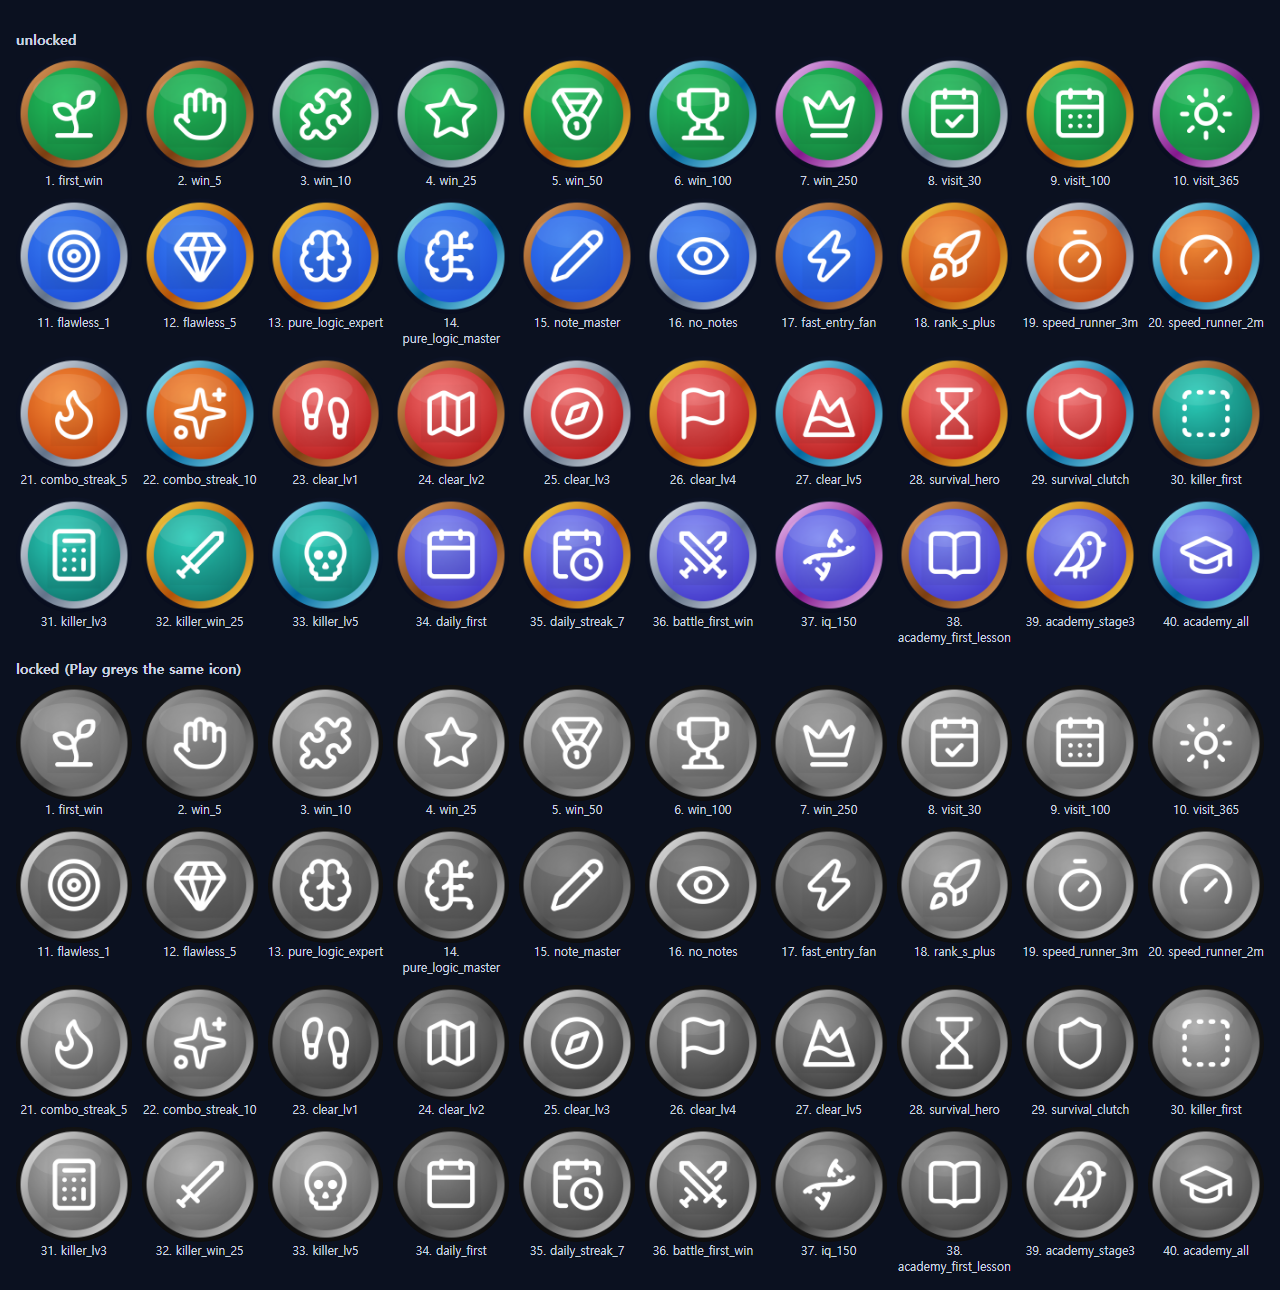 unlocked
1. first_win
2. win_5
3. win_10
4. win_25
5. win_50
6. win_100
7. win_250
8. visit_30
9. visit_100
10. visit_365
11. flawless_1
12. flawless_5
13. pure_logic_expert
14.
pure_logic_master
15. note_master
16. no_notes
17. fast_entry_fan
18. rank_s_plus
19. speed_runner_3m
20. speed_runner_2m
21. combo_streak_5
22. combo_streak_10
23. clear_lv1
24. clear_lv2
25. clear_lv3
26. clear_lv4
27. clear_lv5
28. survival_hero
29. survival_clutch
30. killer_first
31. killer_lv3
32. killer_win_25
33. killer_lv5
34. daily_first
35. daily_streak_7
36. battle_first_win
37. iq_150
38.
academy_first_lesson
39. academy_stage3
40. academy_all
locked (Play greys the same icon)
1. first_win
2. win_5
3. win_10
4. win_25
5. win_50
6. win_100
7. win_250
8. visit_30
9. visit_100
10. visit_365
11. flawless_1
12. flawless_5
13. pure_logic_expert
14.
pure_logic_master
15. note_master
16. no_notes
17. fast_entry_fan
18. rank_s_plus
19. speed_runner_3m
20. speed_runner_2m
21. combo_streak_5
22. combo_streak_10
23. clear_lv1
24. clear_lv2
25. clear_lv3
26. clear_lv4
27. clear_lv5
28. survival_hero
29. survival_clutch
30. killer_first
31. killer_lv3
32. killer_win_25
33. killer_lv5
34. daily_first
35. daily_streak_7
36. battle_first_win
37. iq_150
38.
academy_first_lesson
39. academy_stage3
40. academy_all